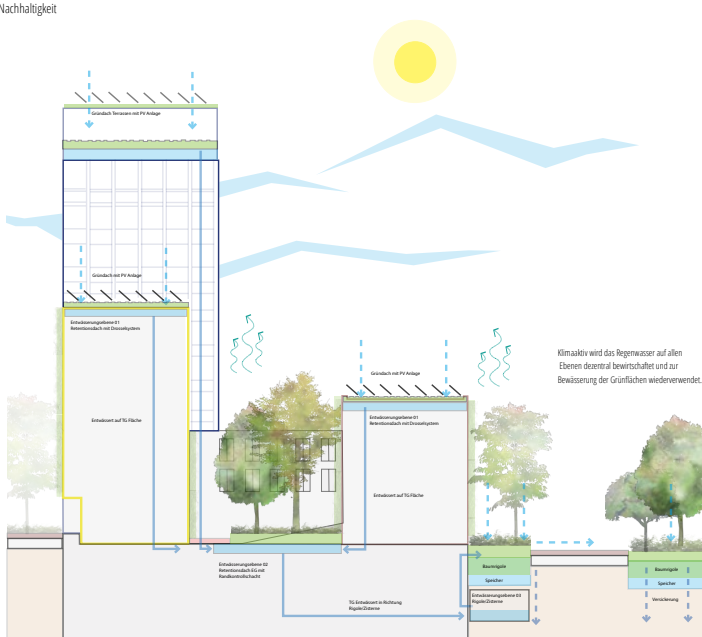 Nachhaltigkeit
Gründach Terrassen mit PV Anlage
Gründach mit PV Anlage
Entwässerungsebene 01
Retentionsdach mit Drosselsystem
Entwässert auf TG Fläche
Klimaaktiv wird das Regenwasser auf allen
Ebenen dezentral bewirtschaftet und zur
Bewässerung der Grünflächen wiederverwendet.
Gründach mit PV Anlage
Entwässerungsebene 01
Retentionsdach mit Drosselsystem
Entwässert auf TG Fläche
Entwässerungsebene 02
Retentionsdach EG mit
Randkontrollschacht
TG Entwässert in Richtung
Rigole/Zisterne
Baumrigole
Speicher
Entwässerungsebene 03
Rigole/Zisterne
Baumrigole
Speicher
Versickerung